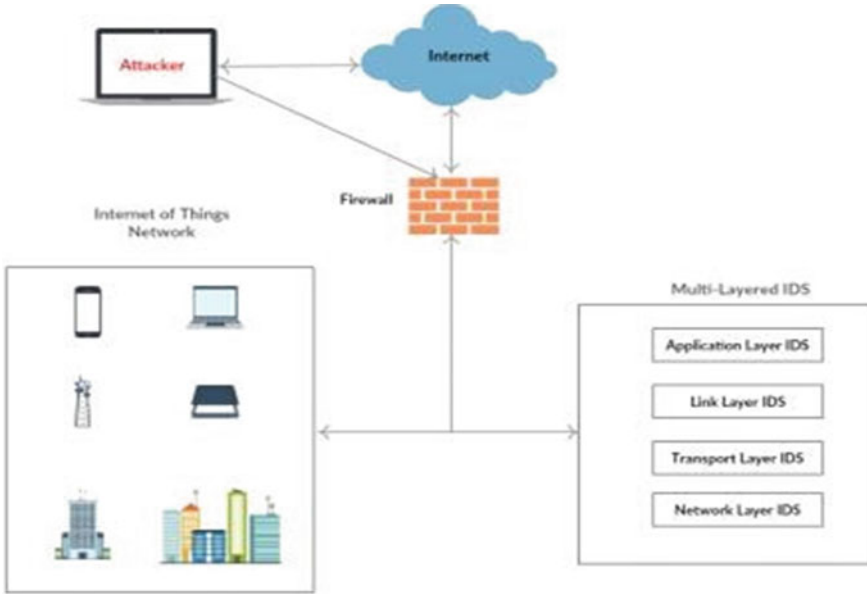 Attacker
Internet
Firewall
Internet of Things
Network
Multi-Layered IDS
Application Layer IDS
Link Layer IDS
Transport Layer IDS
Network Layer IDS